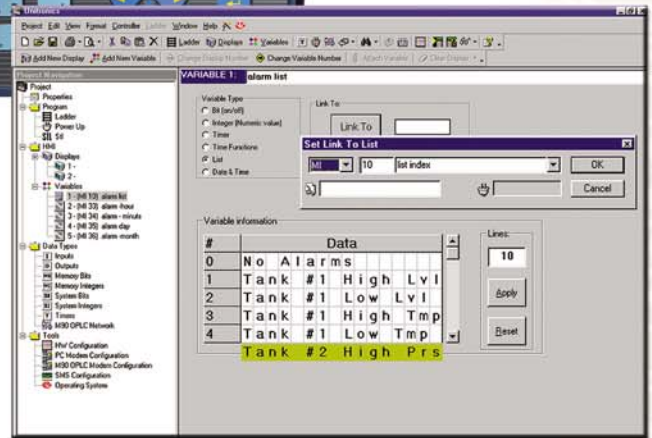 Unitronics
Project Edit View Format Controller Ladder Window Help
Ladder Displays Variables
Add New Display Add New Variable Change Display Number Change Variable Number Attach Variable Clear Display
Project Navigation
VARIABLE 1: alarm list
Project
Properties
Program
Ladder
Power Up
Stl
HMI
Displays
1 -
2 -
Variables
1 - (MI 10) alarm list
2 - (MI 33) alarm -hour
3 - (MI 34) alarm - minute
4 - (MI 35) alarm day
5 - (MI 36) alarm -month
Data Types
Inputs
Outputs
Memory Bits
Memory Integers
System Bits
System Integers
Timers
M90 OPLC Network
Tools
HW Configuration
PC Modem Configuration
M90 OPLC Modem Configuration
SMS Configuration
Operating System
Variable Type
Bit (on/off)
Integer (Numeric value)
Timer
Time Functions
List
Date & Time
Link To:
Link To
Set Link To List
MI 10 list index OK
Cancel
Variable information
# Data
0 No Alarms
1 Tank #1 High Lvl
2 Tank #1 Low Lvl
3 Tank #1 High Tmp
4 Tank #1 Low Tmp
Tank #2 High Prs
Lines:
10
Apply
Reset